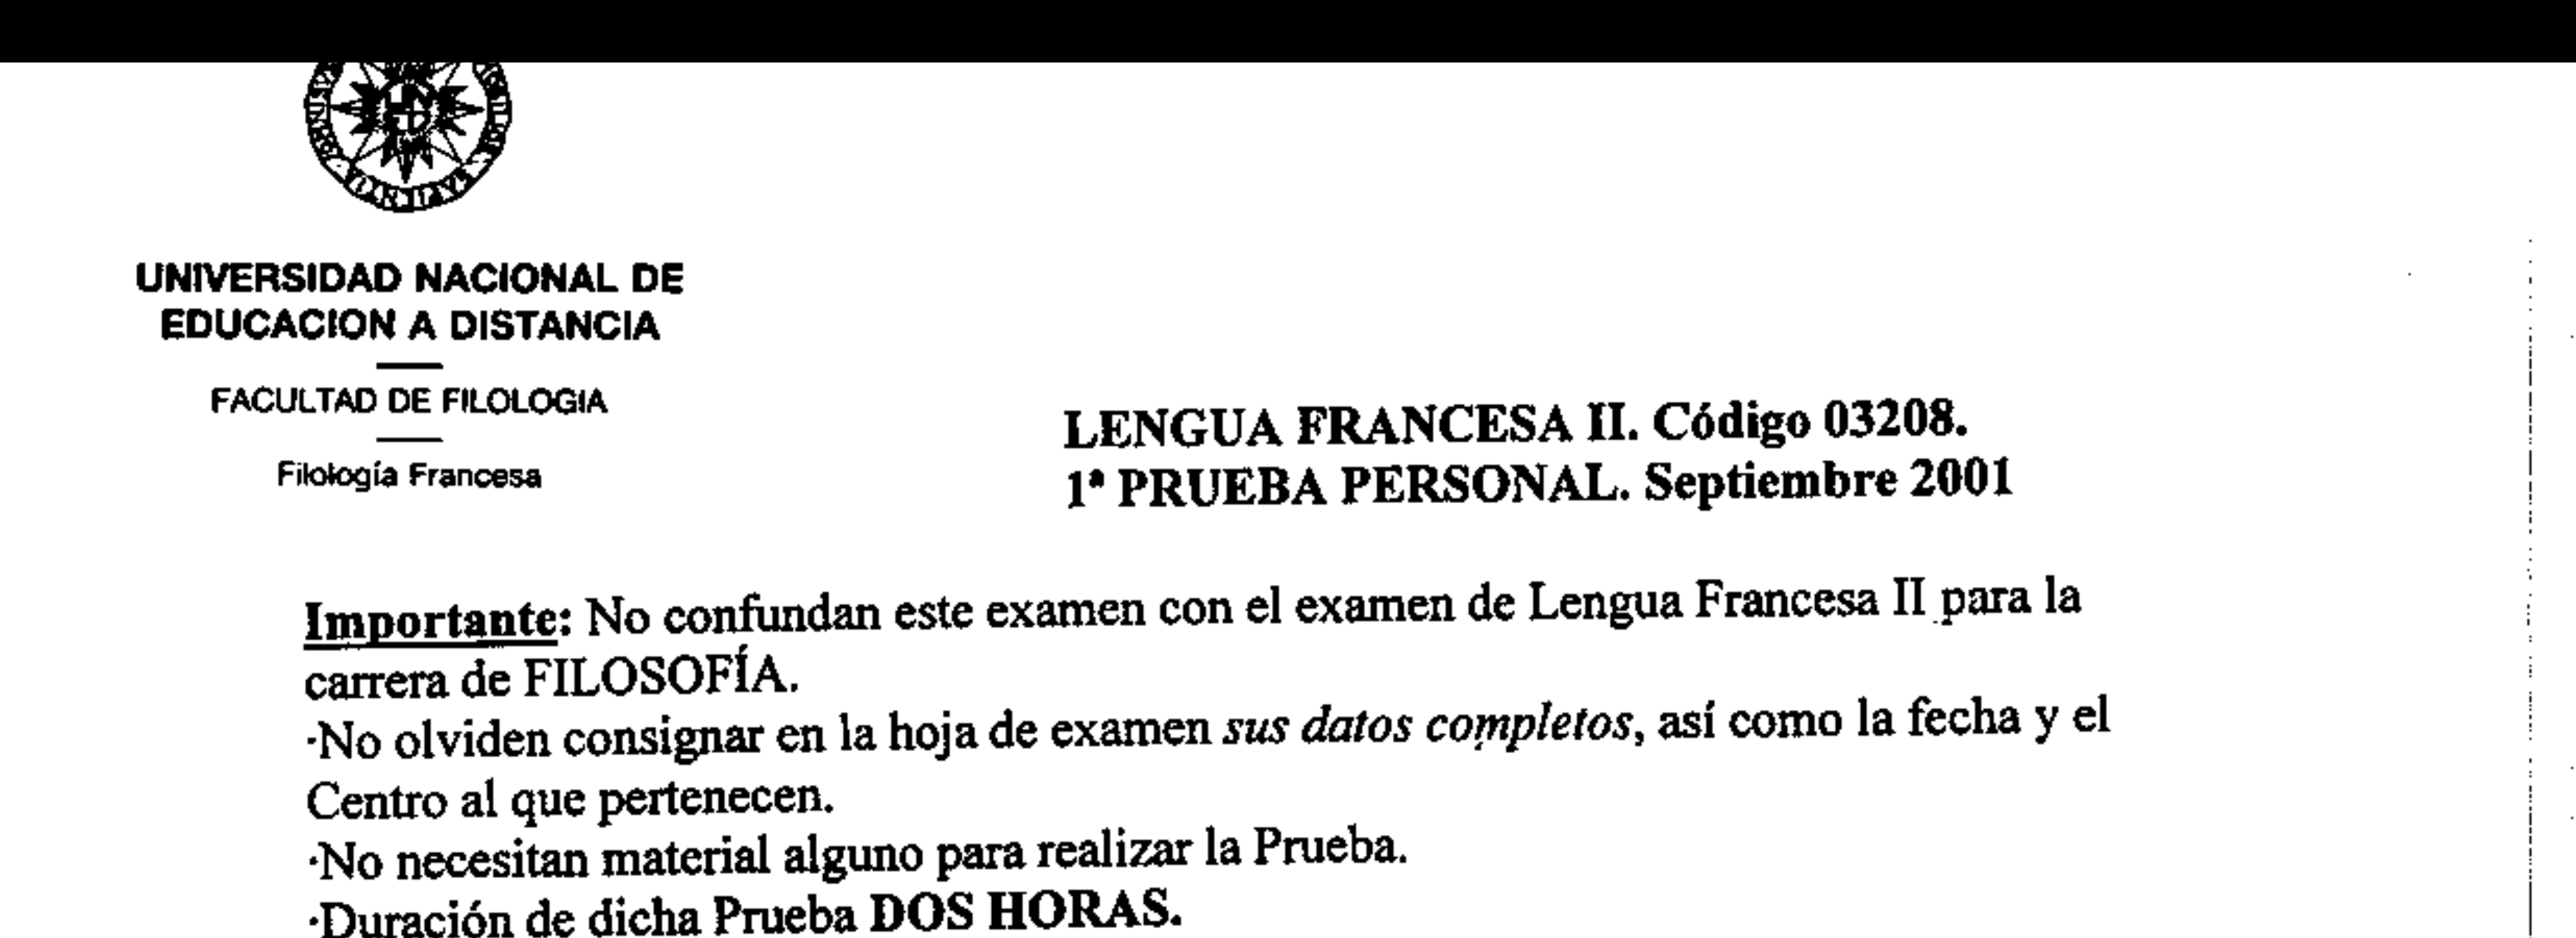 UNIVERSIDAD NACIONAL DE
EDUCACION A DISTANCIA
FACULTAD DE FILOLOGIA
Filología Francesa
LENGUA FRANCESA II. Código 03208.
1ª PRUEBA PERSONAL. Septiembre 2001
Importante: No confundan este examen con el examen de Lengua Francesa II para la
carrera de FILOSOFÍA.
·No olviden consignar en la hoja de examen sus datos completos, así como la fecha y el
Centro al que pertenecen.
·No necesitan material alguno para realizar la Prueba.
·Duración de dicha Prueba DOS HORAS.